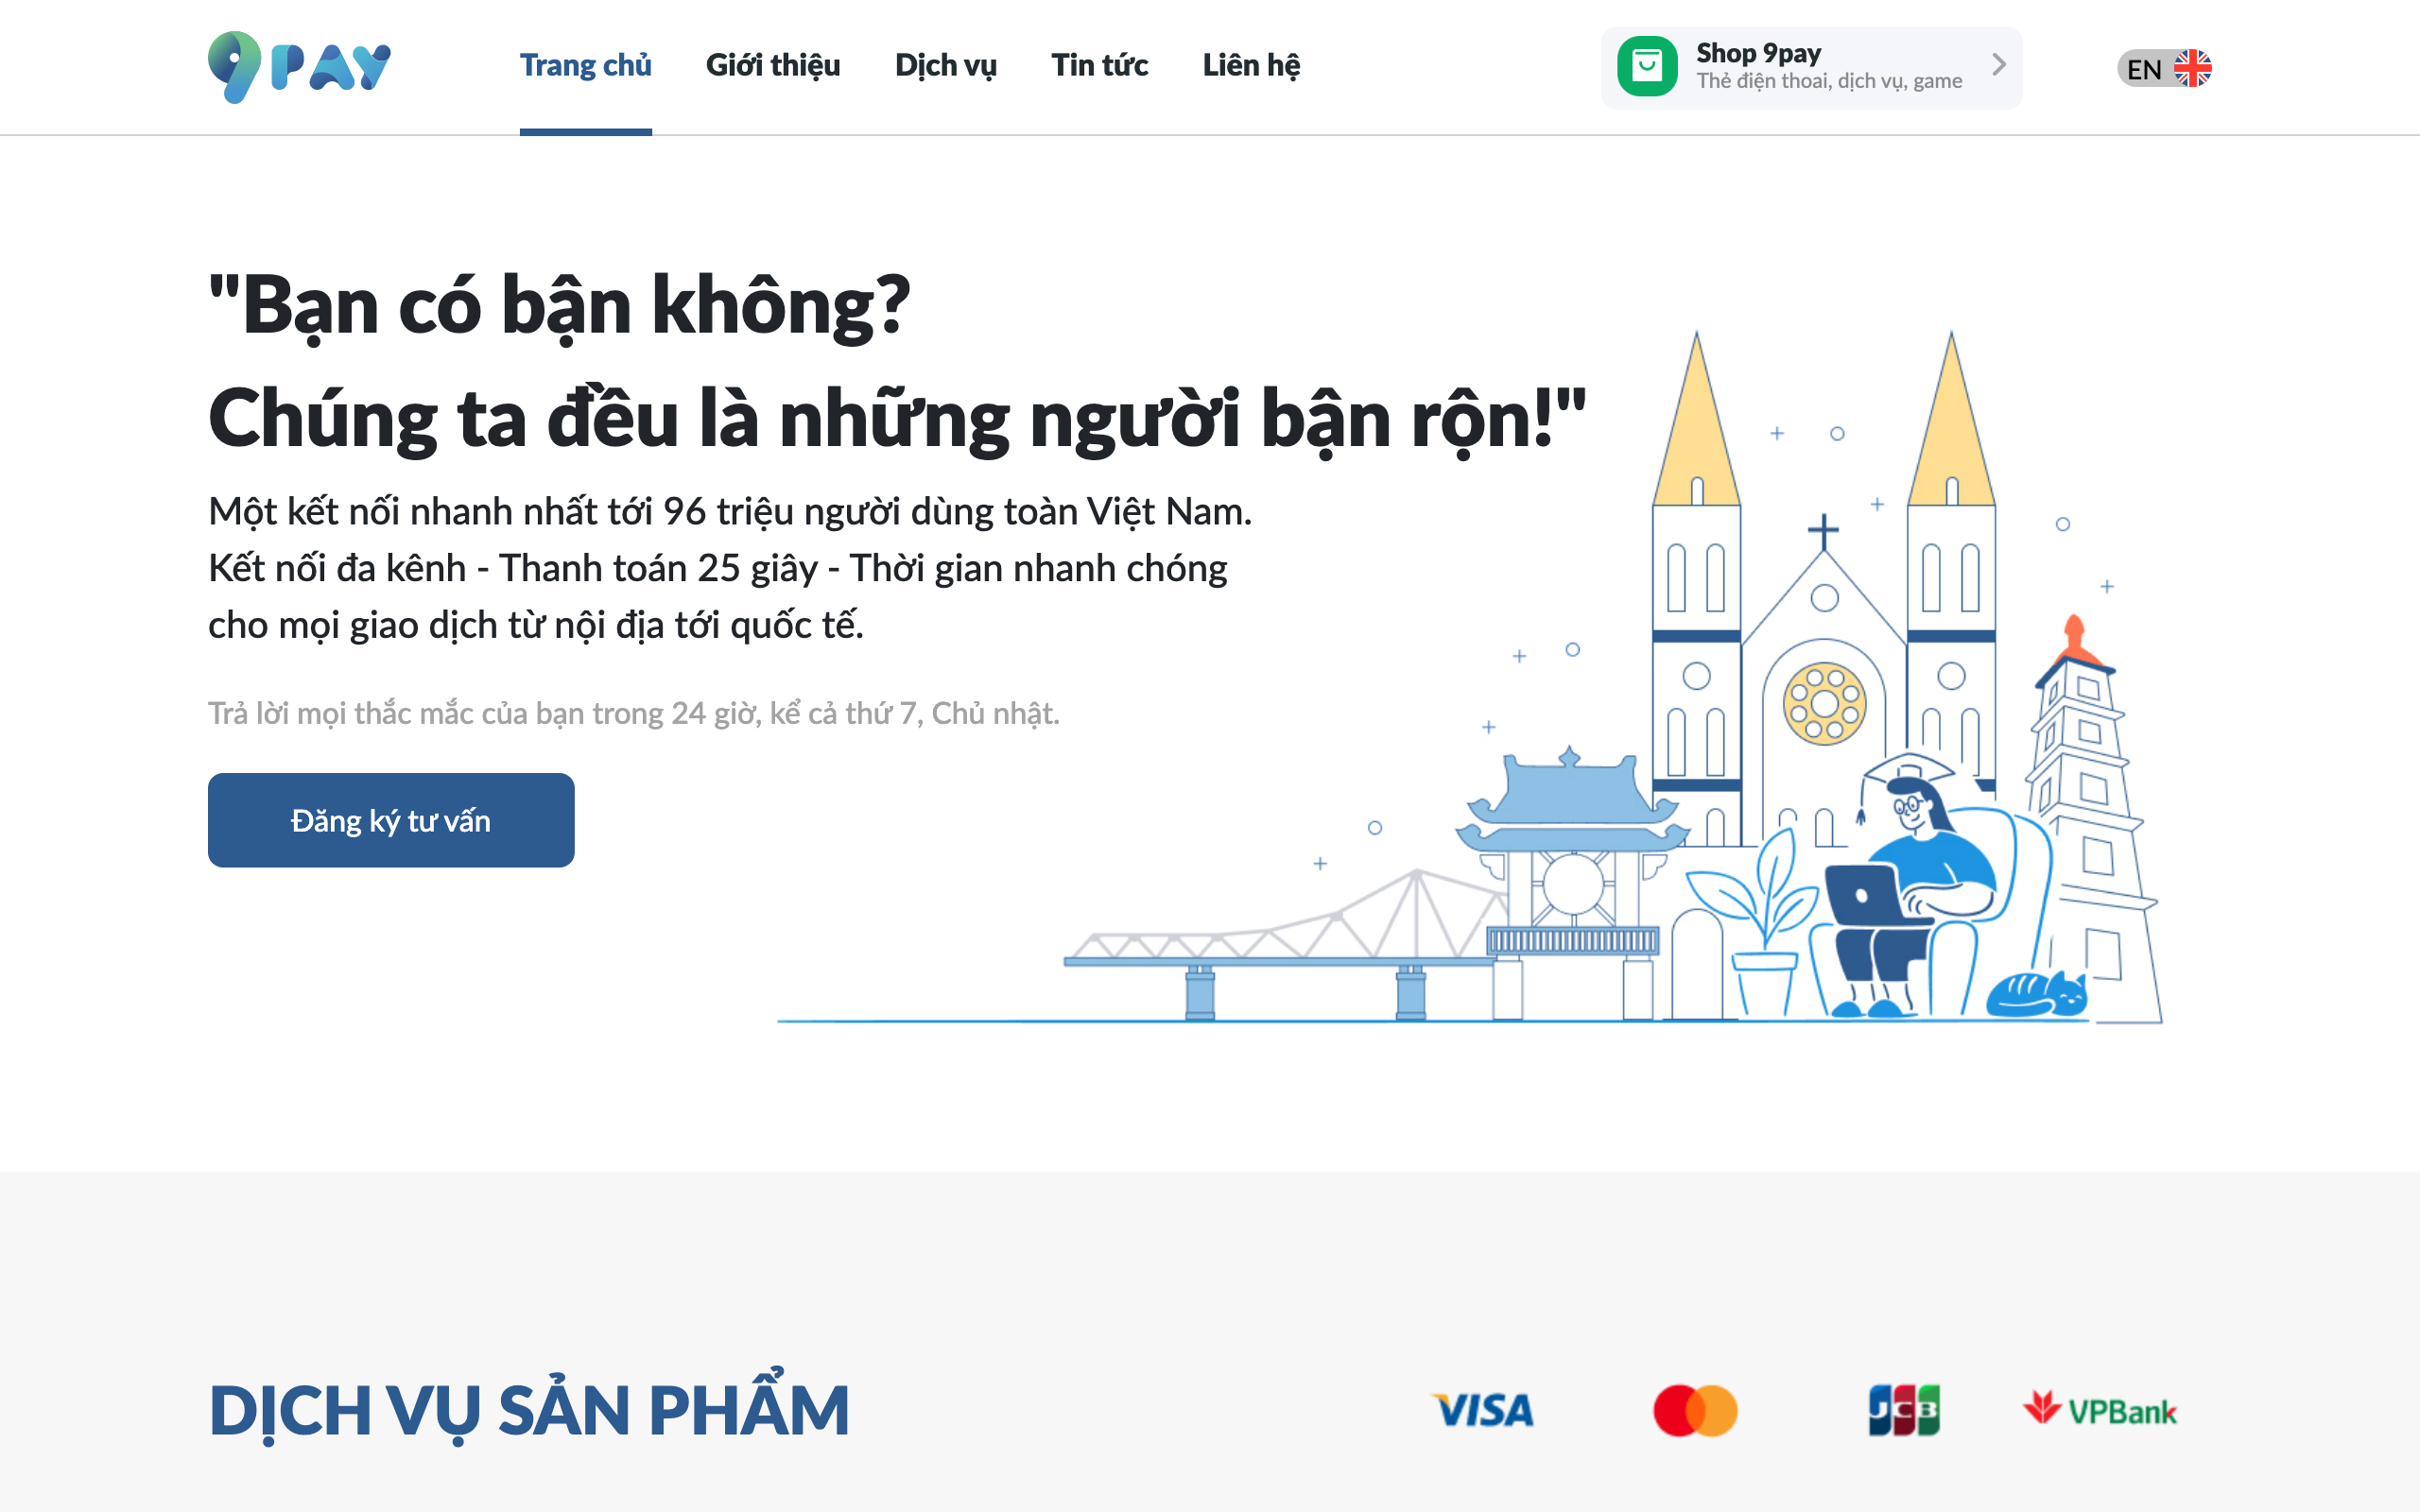 9PAY
Trang chủ
Giới thiệu
Dịch vụ
Tin tức
Liên hệ
Shop 9pay
Thẻ điện thoai, dịch vụ, game
EN
"Bạn có bận không?
Chúng ta đều là những người bận rộn!"
Một kết nối nhanh nhất tới 96 triệu người dùng toàn Việt Nam.
Kết nối đa kênh - Thanh toán 25 giây - Thời gian nhanh chóng
cho mọi giao dịch từ nội địa tới quốc tế.
Trả lời mọi thắc mắc của bạn trong 24 giờ, kể cả thứ 7, Chủ nhật.
Đăng ký tư vấn
DỊCH VỤ SẢN PHẨM
VISA
JCB
VPBank